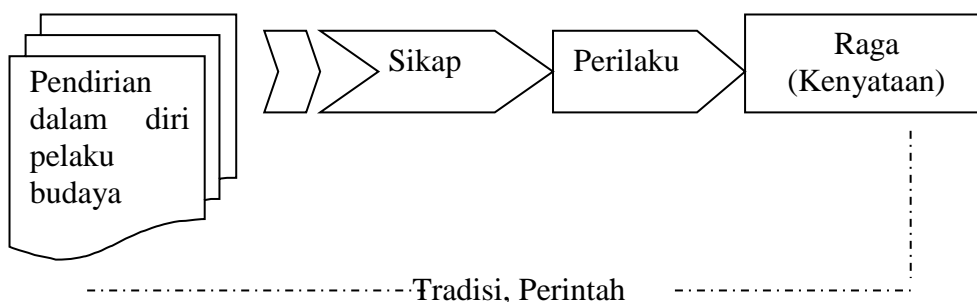 Pendirian
dalam diri
pelaku
budaya
Sikap
Perilaku
Raga
(Kenyataan)
Tradisi, Perintah